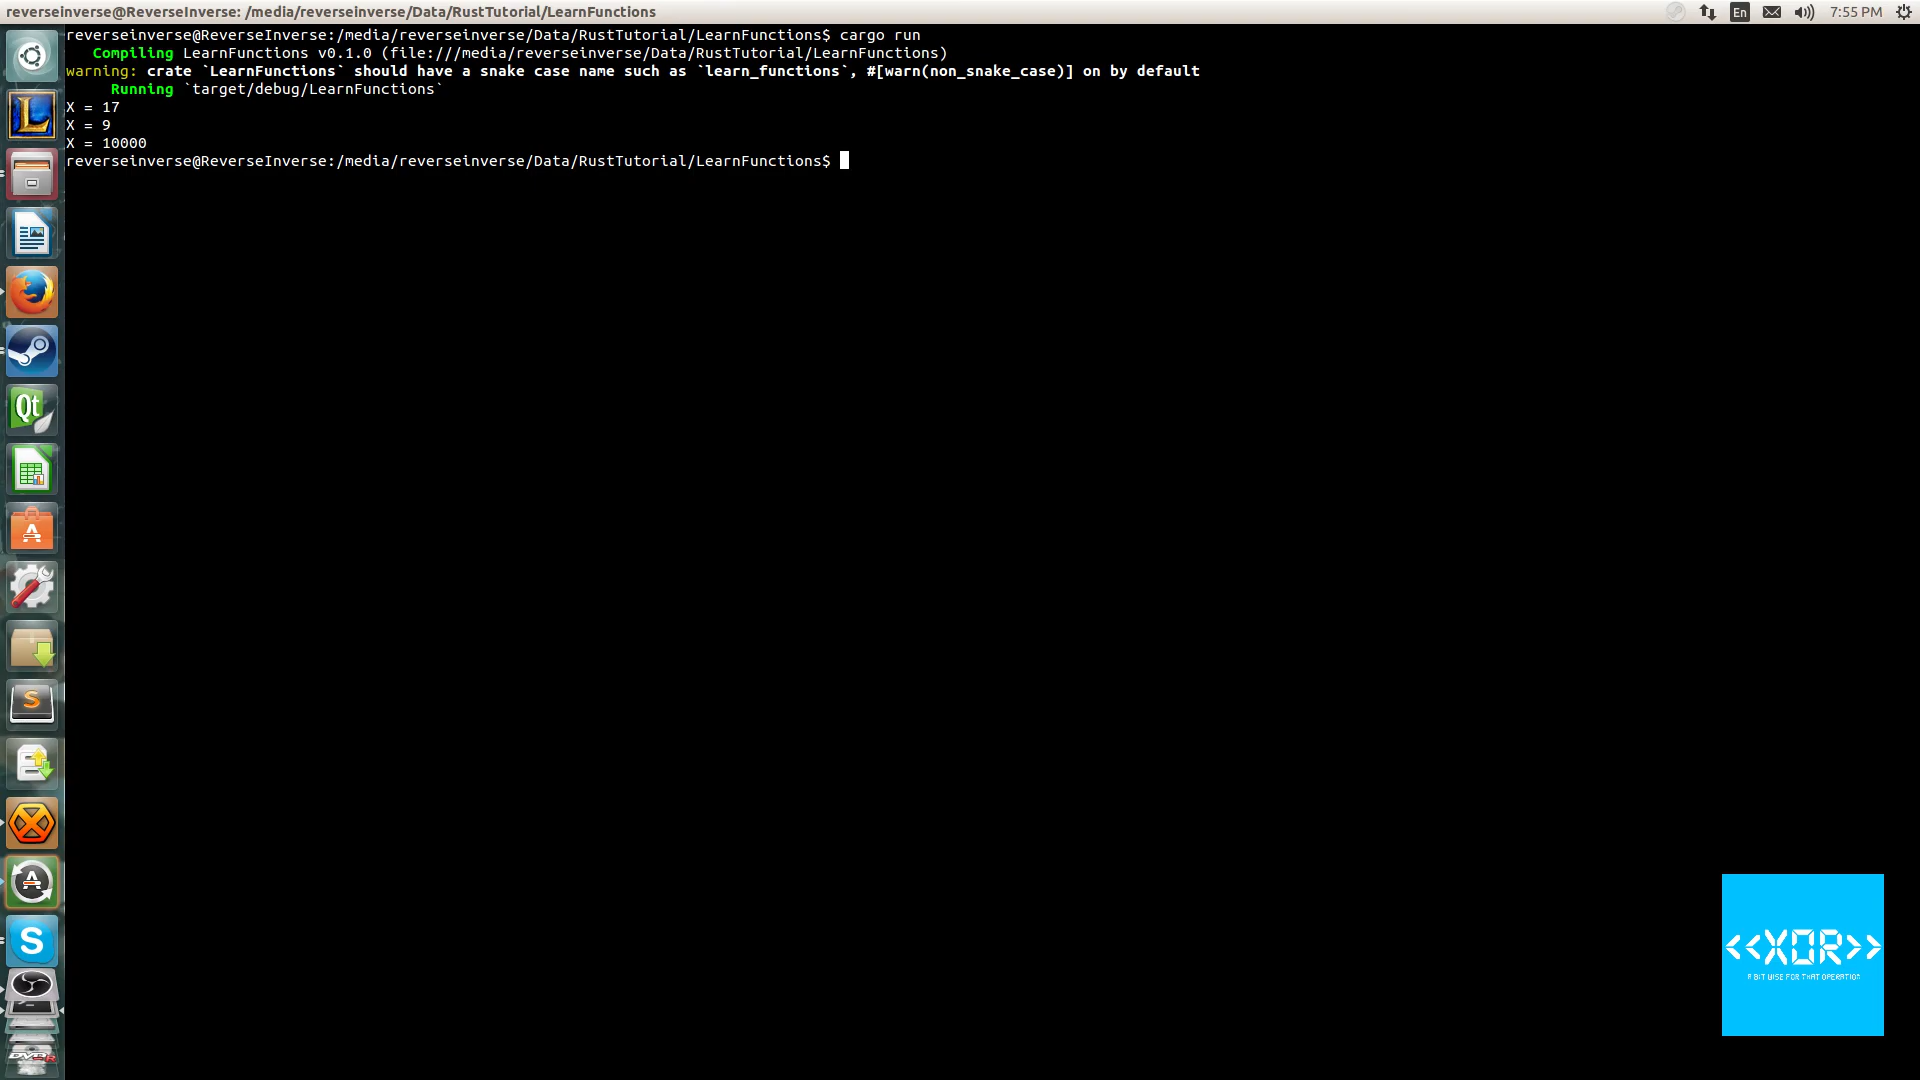 reverseinverse@ReverseInverse: /media/reverseinverse/Data/RustTutorial/LearnFunctions
En
7:55 PM
reverseinverse@ReverseInverse:/media/reverseinverse/Data/RustTutorial/LearnFunctions$ cargo run
Compiling LearnFunctions v0.1.0 (file:///media/reverseinverse/Data/RustTutorial/LearnFunctions)
warning: crate `LearnFunctions` should have a snake case name such as `learn_functions`, #[warn(non_snake_case)] on by default
Running `target/debug/LearnFunctions`
X = 17
X = 9
X = 10000
reverseinverse@ReverseInverse:/media/reverseinverse/Data/RustTutorial/LearnFunctions$
L
Qt
S
S
<<XOR>>
A BIT WISE FOR THAT OPERATION